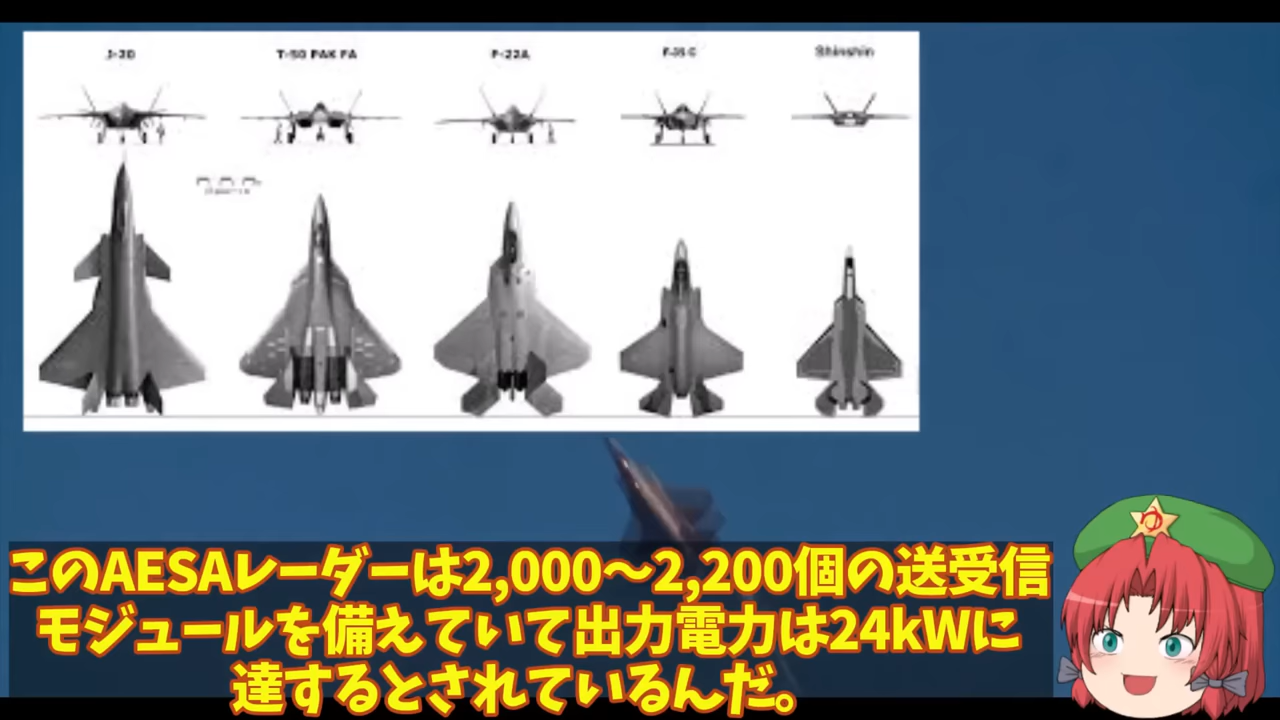 J-20
T-50 PAK FA
F-22A
F-35 C
Shinshin
このAESAレーダーは2,000〜2,200個の送受信
モジュールを備えていて出力電力は24kWに
達するとされているんだ。